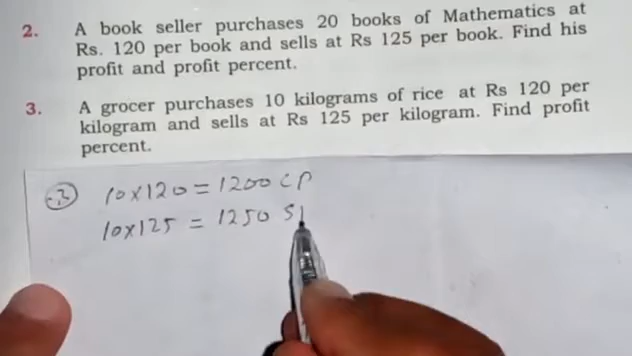 2. A book seller purchases 20 books of Mathematics at
Rs. 120 per book and sells at Rs 125 per book. Find his
profit and profit percent.
3. A grocer purchases 10 kilograms of rice at Rs 120 per
kilogram and sells at Rs 125 per kilogram. Find profit
percent.
3 10×120=1200 CP
10×125 = 1250 S